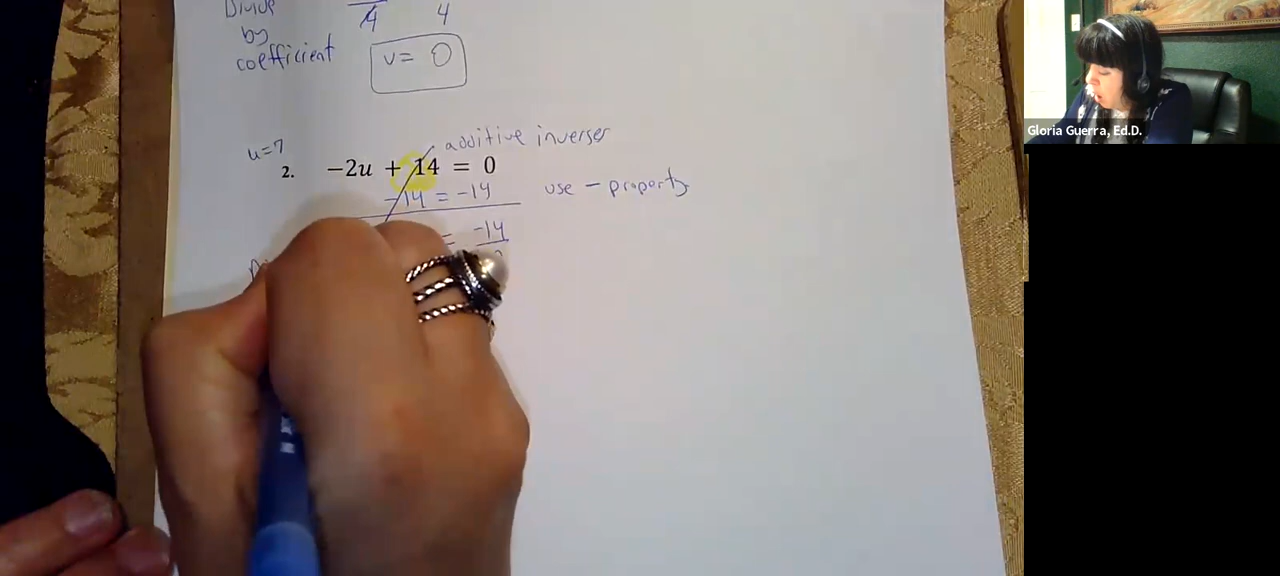 Divide 4 4
by
coefficient v = 0
additive inverses
u=7
2. −2u + 14 = 0
-14 = -14 use - property
= -14
Gloria Guerra, Ed.D.